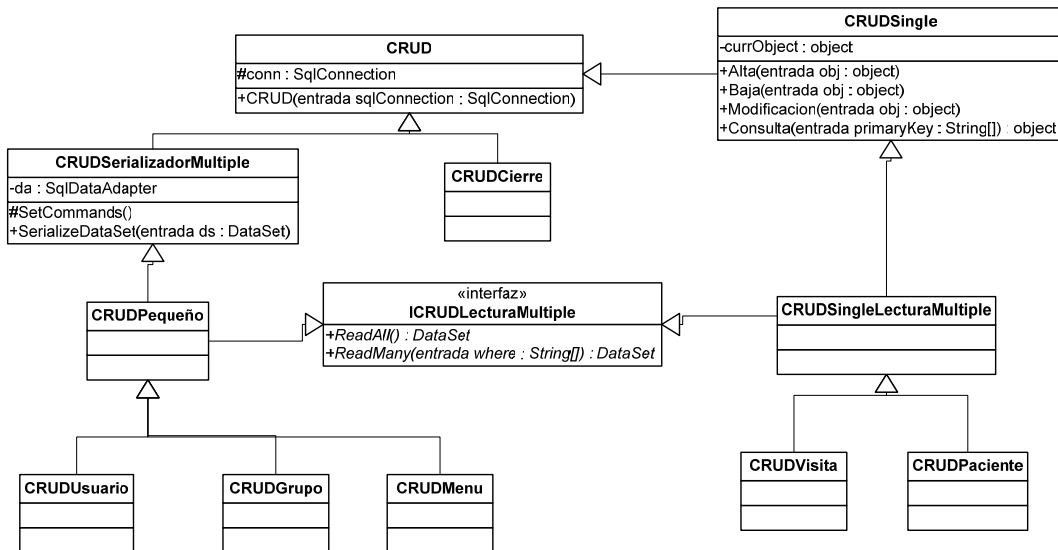 CRUD
#conn : SqlConnection
+CRUD(entrada sqlConnection : SqlConnection)
CRUDSingle
-currObject : object
+Alta(entrada obj : object)
+Baja(entrada obj : object)
+Modificacion(entrada obj : object)
+Consulta(entrada primaryKey : String[]) : object
CRUDSerializadorMultiple
-da : SqlDataAdapter
#SetCommands()
+SerializeDataSet(entrada ds : DataSet)
CRUDCierre
CRUDPequeño
«interfaz»
ICRUDLecturaMultiple
+ReadAll() : DataSet
+ReadMany(entrada where : String[]) : DataSet
CRUDSingleLecturaMultiple
CRUDUsuario
CRUDGrupo
CRUDMenu
CRUDVisita
CRUDPaciente